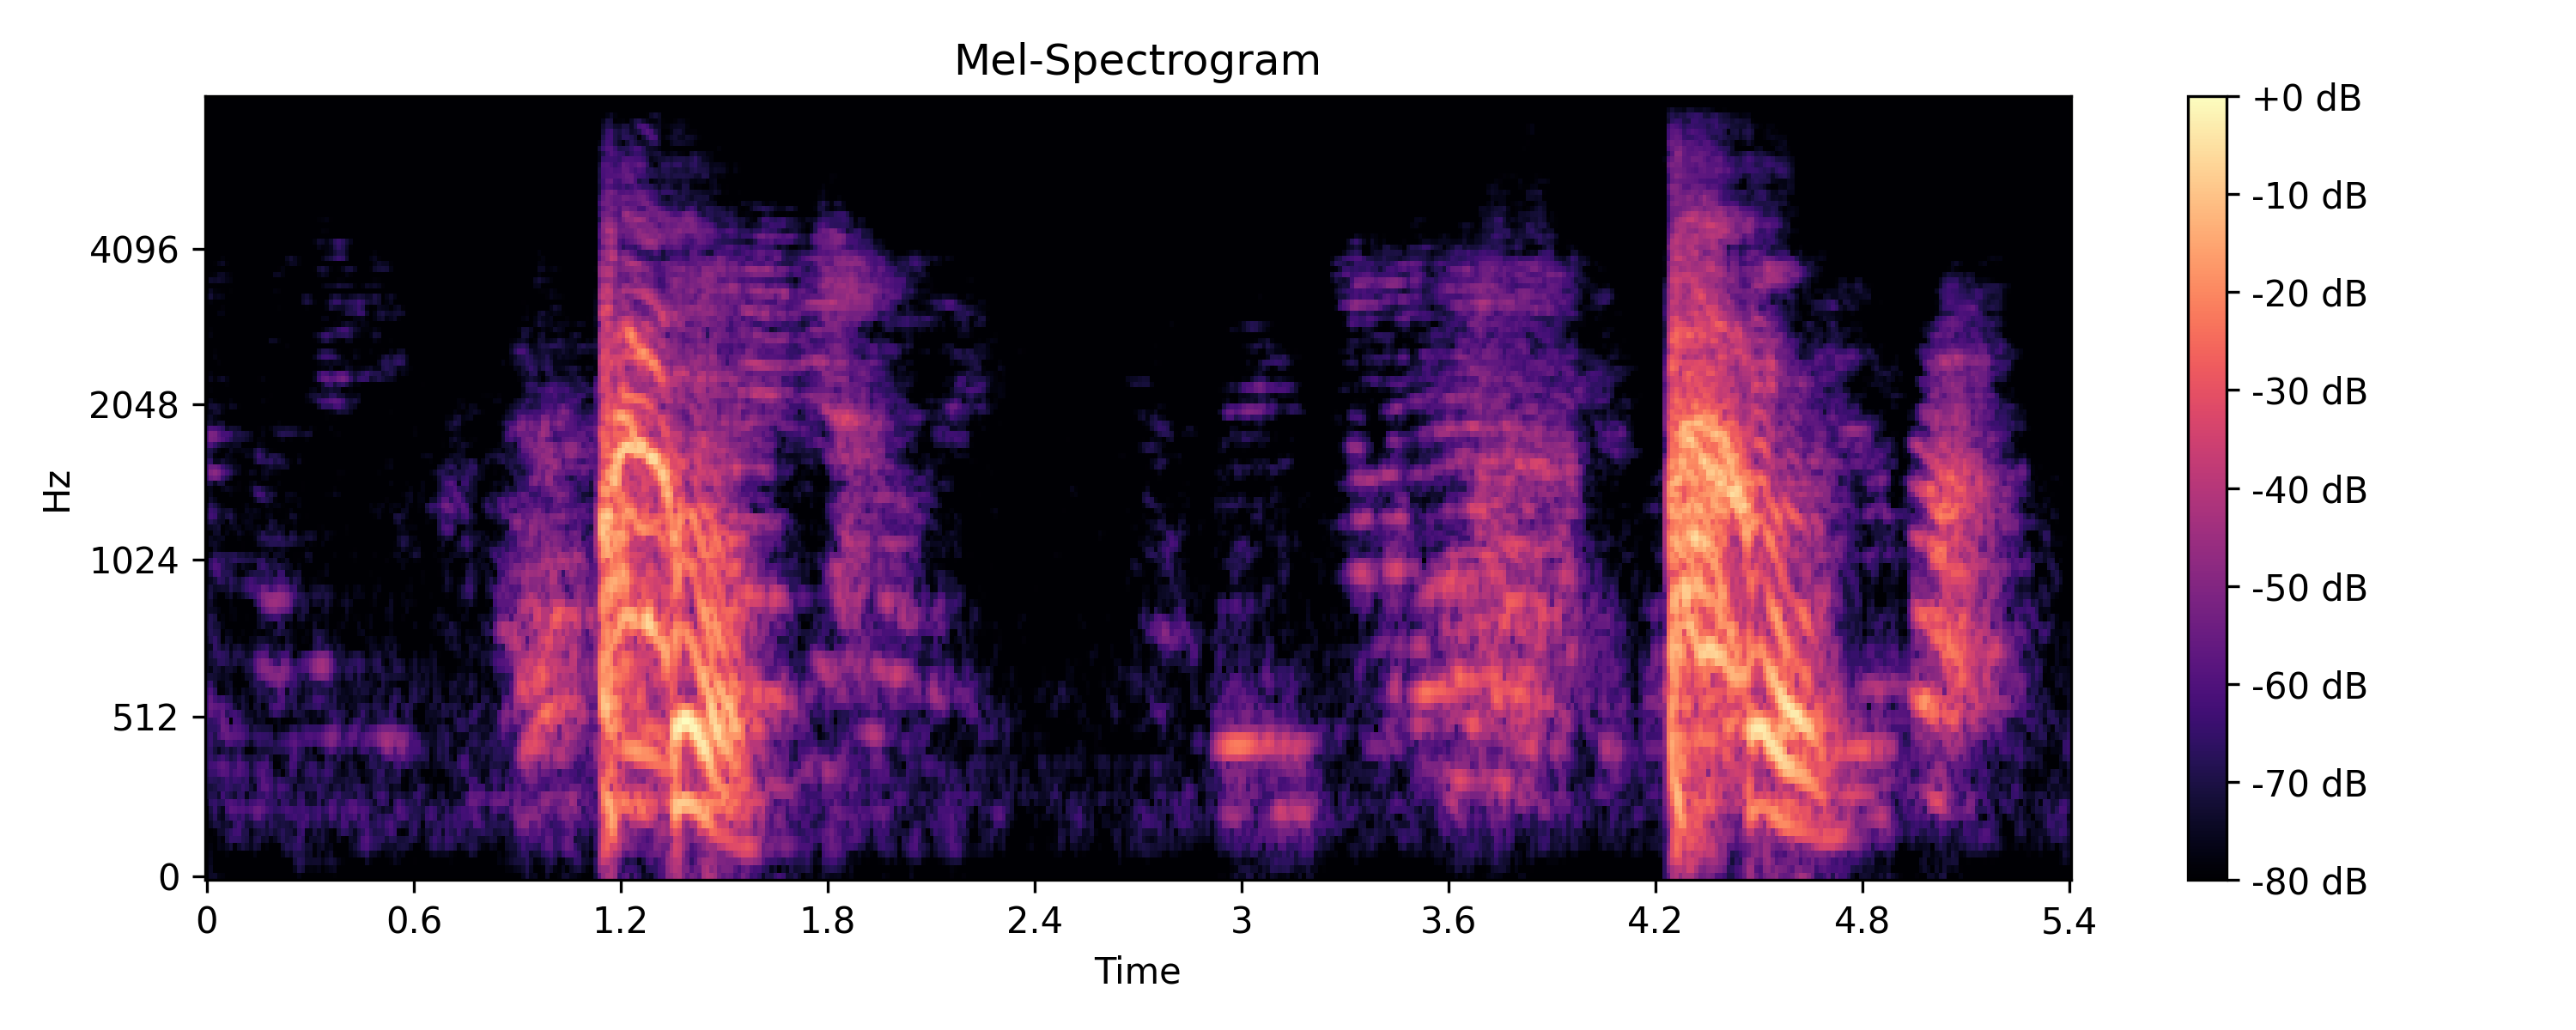 Mel-Spectrogram
+0 dB
-10 dB
-20 dB
-30 dB
-40 dB
-50 dB
-60 dB
-70 dB
-80 dB
Hz
4096
2048
1024
512
0
0 0.6 1.2 1.8 2.4 3 3.6 4.2 4.8 5.4
Time